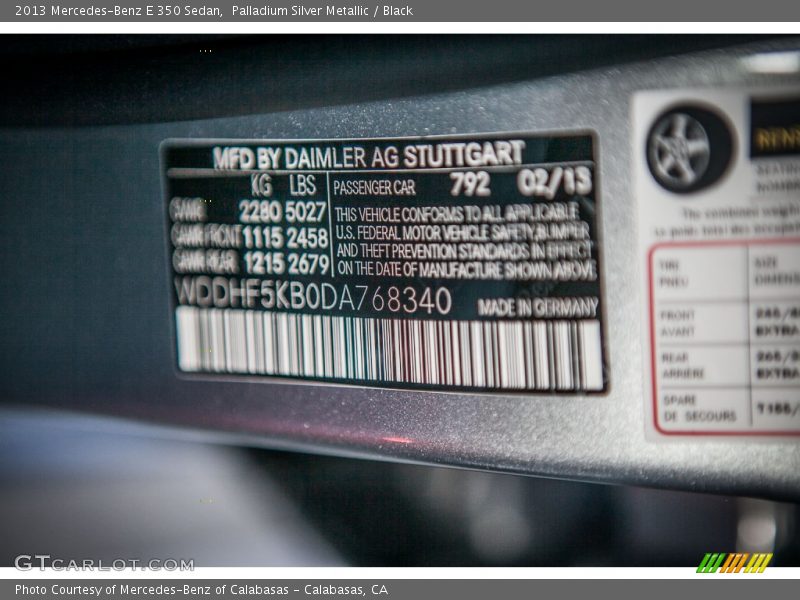 2013 Mercedes-Benz E 350 Sedan,  Palladium Silver Metallic / Black
MFD BY DAIMLER AG STUTTGART
KG LBS PASSENGER CAR 792 02/13
GVWR 2280 5027 THIS VEHICLE CONFORMS TO ALL APPLICABLE
GAWR FRONT 1115 2458 U.S. FEDERAL MOTOR VEHICLE SAFETY, BUMPER,
GAWR REAR 1215 2679 AND THEFT PREVENTION STANDARDS IN EFFECT
ON THE DATE OF MANUFACTURE SHOWN ABOVE
WDDHF5KB0DA768340 MADE IN GERMANY
The combined
TIRE
PNEU
SIZE
FRONT
AVANT
REAR
ARRIERE
SPARE
DE SECOURS
GTCARLOT.COM
Photo Courtesy of Mercedes-Benz of Calabasas - Calabasas, CA